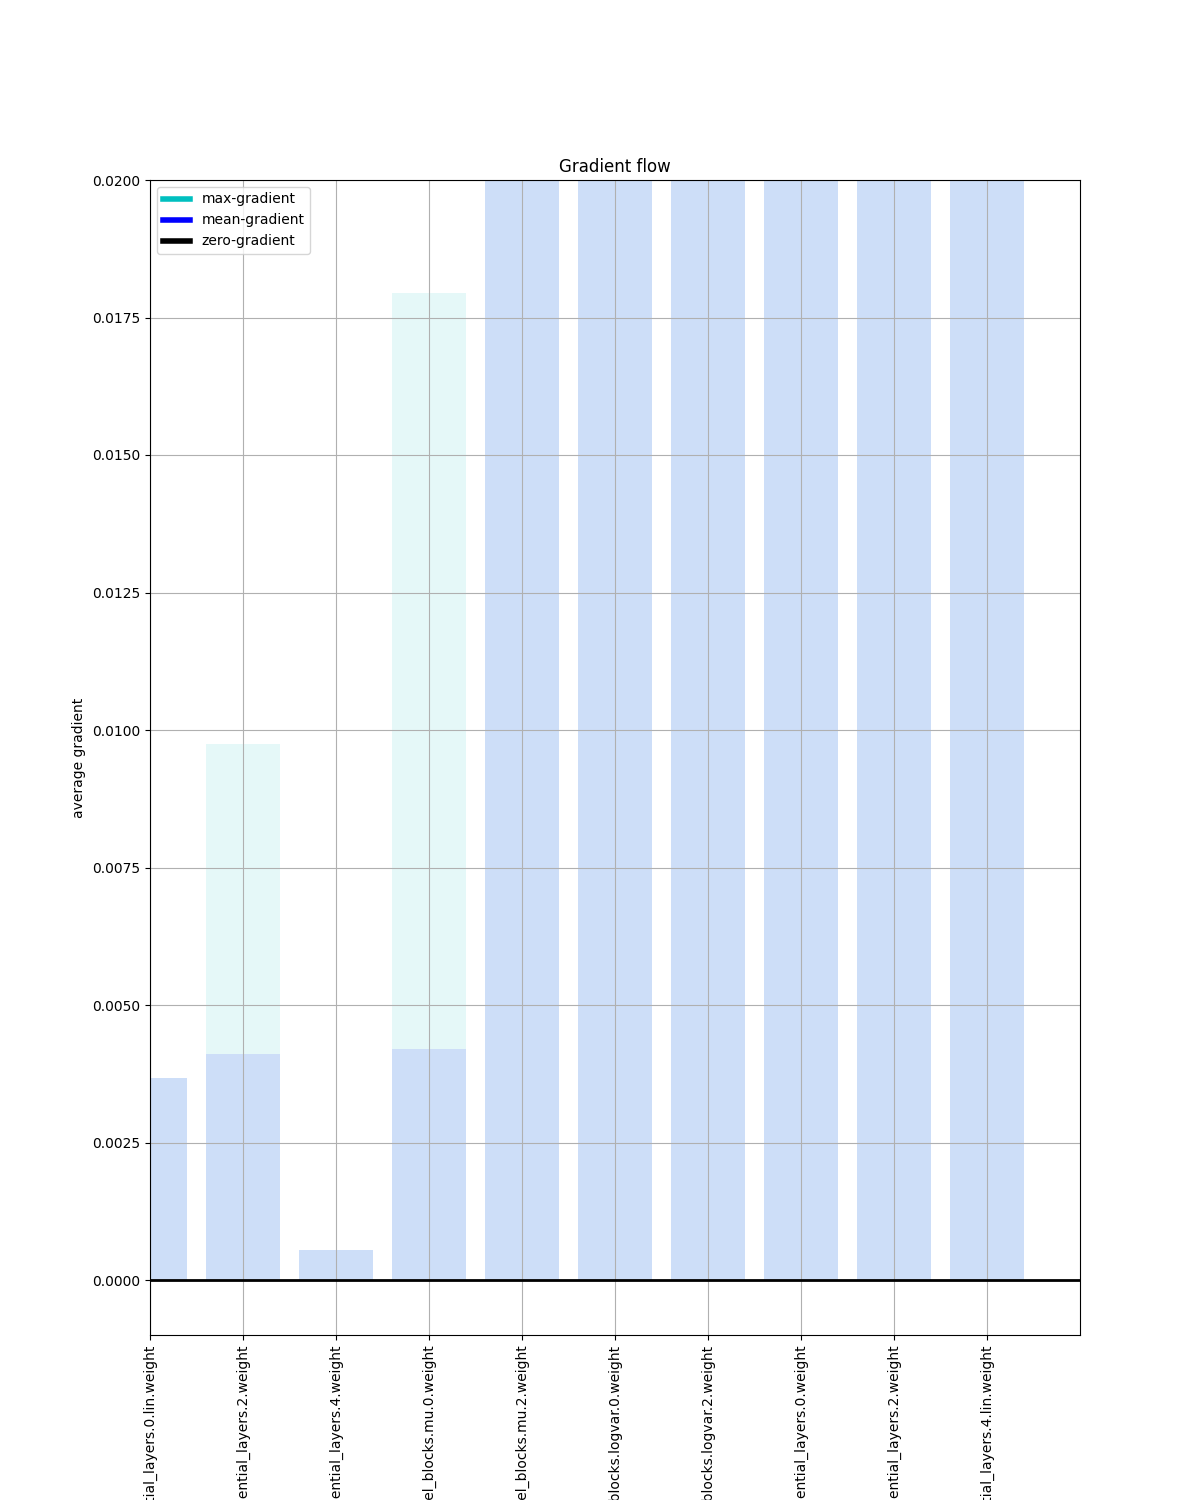 Gradient flow
max-gradient
mean-gradient
zero-gradient
0.0200
0.0175
0.0150
0.0125
0.0100
0.0075
0.0050
0.0025
0.0000
average gradient
tial_layers.0.lin.weight
ential_layers.2.weight
ential_layers.4.weight
el_blocks.mu.0.weight
el_blocks.mu.2.weight
blocks.logvar.0.weight
blocks.logvar.2.weight
ential_layers.0.weight
ential_layers.2.weight
tial_layers.4.lin.weight